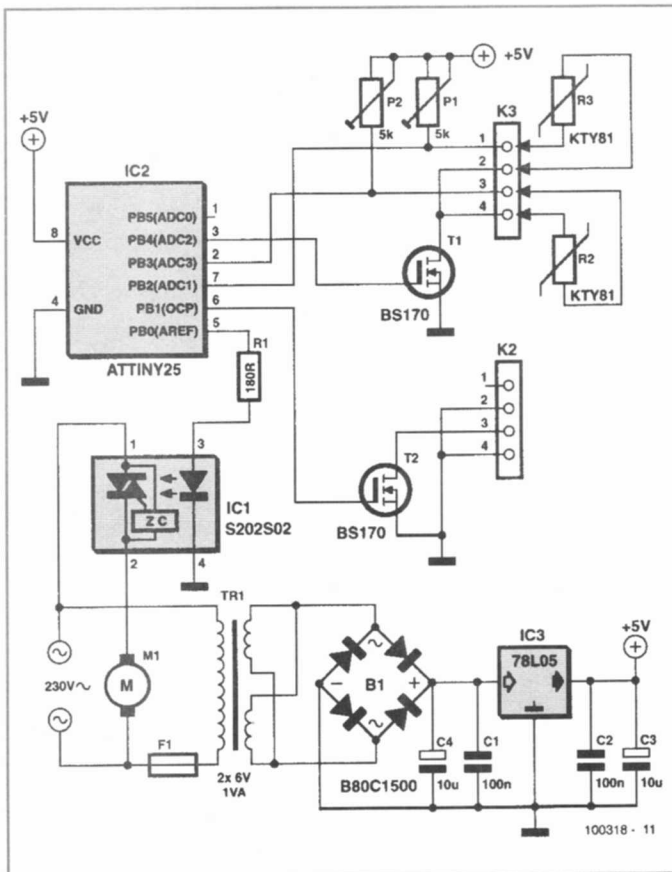 +5V
P2
P1
5k
5k
K3
R3
KTY81
1
2
3
4
+5V
IC2
8
VCC
4
GND
PB5(ADC0)
1
PB4(ADC2)
3
PB3(ADC3)
2
PB2(ADC1)
7
PB1(OCP)
6
PB0(AREF)
5
ATTINY25
T1
BS170
R2
KTY81
R1
180R
K2
1
2
3
4
T2
BS170
1
3
ZC
IC1
S202S02
2
4
TR1
M1
M
230V~
F1
2x 6V
1VA
B1
B80C1500
IC3
78L05
+5V
C4
10u
C1
100n
C2
100n
C3
10u
100318 - 11